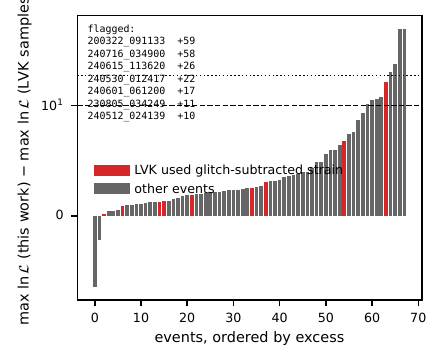 flagged:
200322_091133 +59
240716_034900 +58
240615_113620 +26
240530_012417 +22
240601_061200 +17
230805_034249 +11
240512_024139 +10
LVK used glitch-subtracted strain
other events
10¹
0
max ln ℒ (this work) − max ln ℒ (LVK samples
0 10 20 30 40 50 60 70
events, ordered by excess